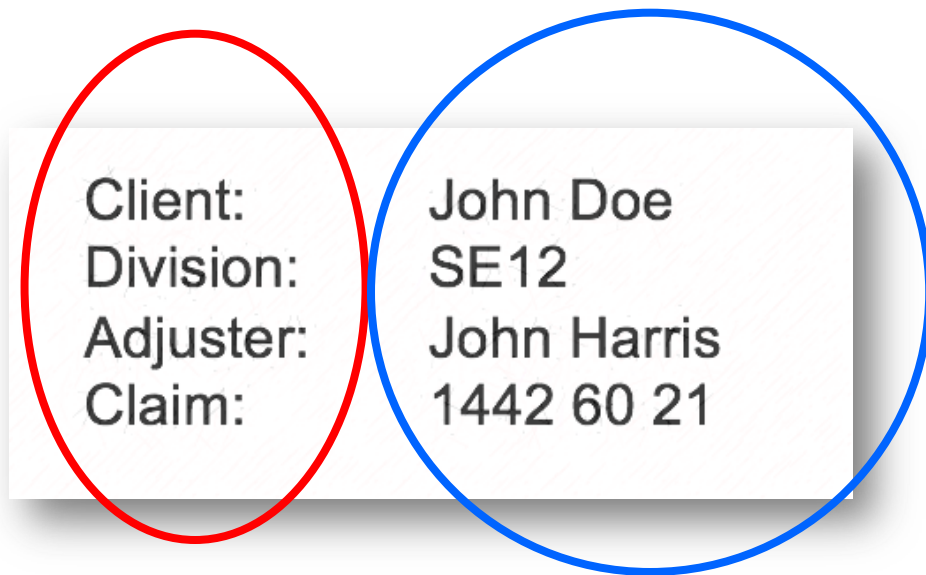 Client: John Doe
Division: SE12
Adjuster: John Harris
Claim: 1442 60 21